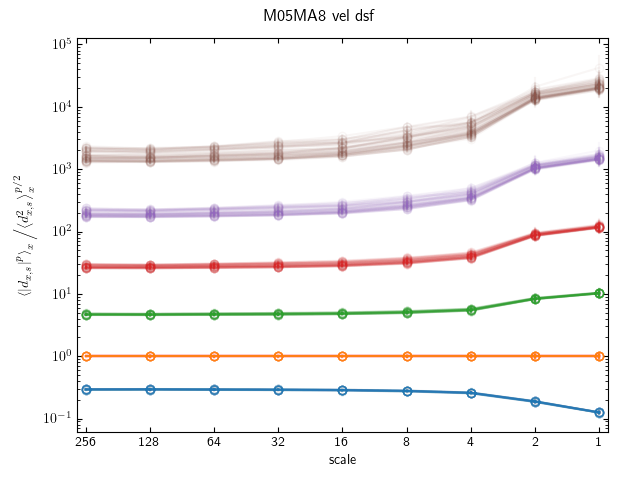 M05MA8 vel dsf
⟨|d_{x,s}|^p⟩_x / ⟨d^2_{x,s}⟩_x^{p/2}
10^5
10^4
10^3
10^2
10^1
10^0
10^{-1}
256 128 64 32 16 8 4 2 1
scale